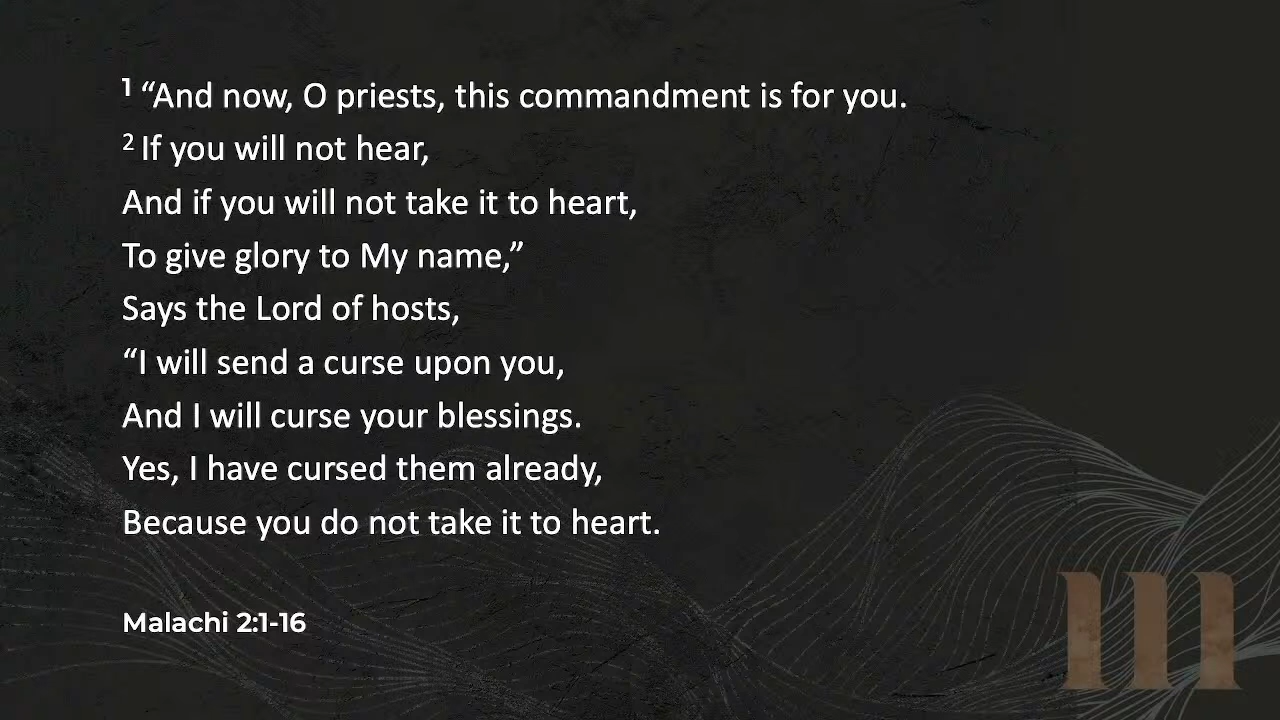 1 “And now, O priests, this commandment is for you.
2 If you will not hear,
And if you will not take it to heart,
To give glory to My name,”
Says the Lord of hosts,
“I will send a curse upon you,
And I will curse your blessings.
Yes, I have cursed them already,
Because you do not take it to heart.
Malachi 2:1-16